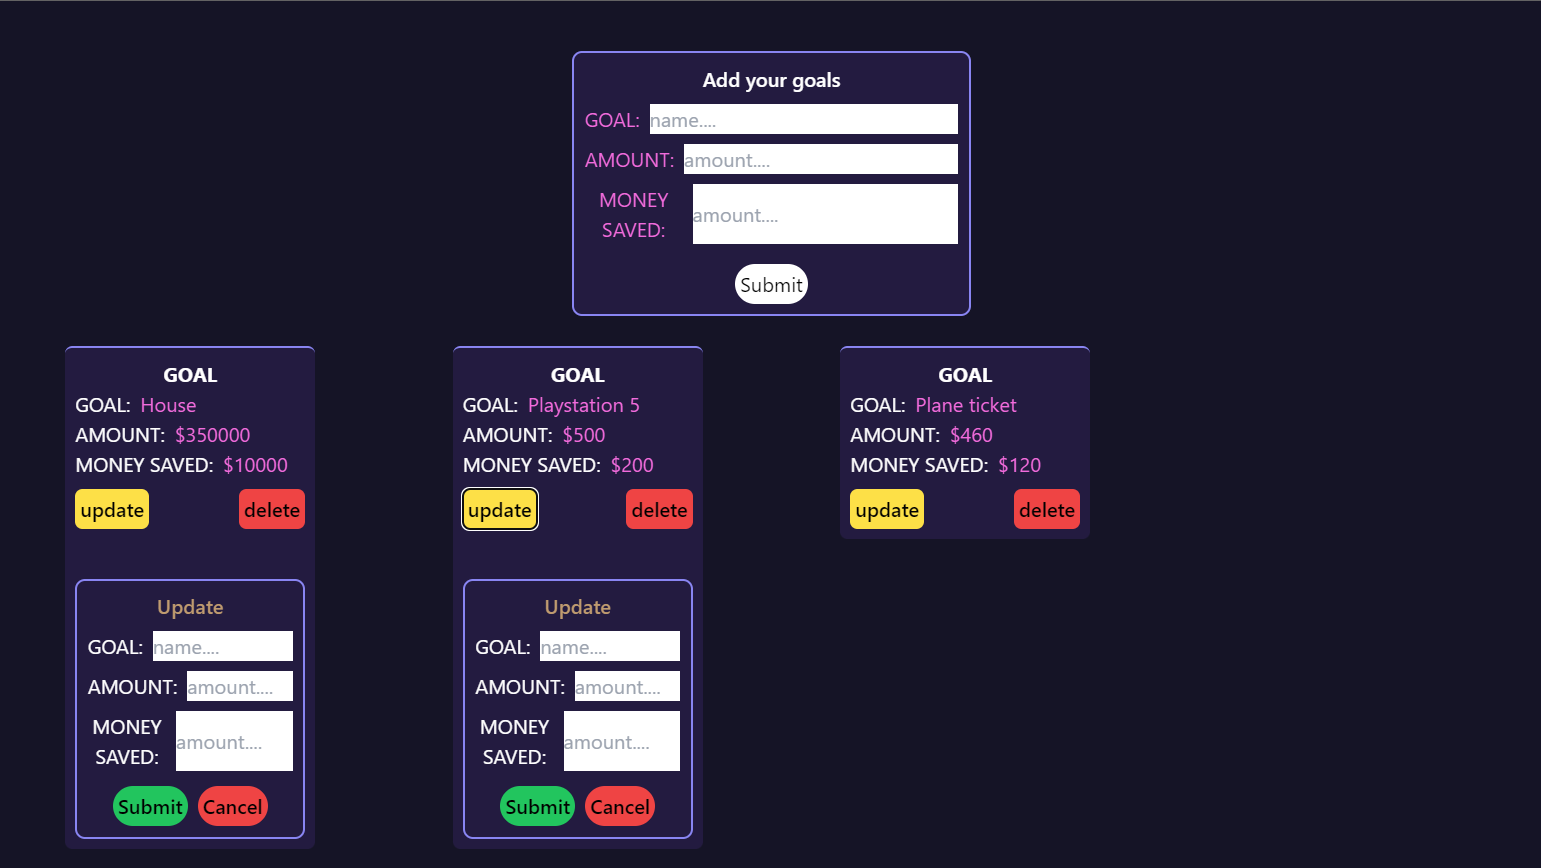 Add your goals
GOAL: name....
AMOUNT: amount....
MONEY
SAVED:
amount....
Submit
GOAL
GOAL: House
AMOUNT: $350000
MONEY SAVED: $10000
update delete
Update
GOAL: name....
AMOUNT: amount....
MONEY
SAVED:
amount....
Submit Cancel
GOAL
GOAL: Playstation 5
AMOUNT: $500
MONEY SAVED: $200
update delete
Update
GOAL: name....
AMOUNT: amount....
MONEY
SAVED:
amount....
Submit Cancel
GOAL
GOAL: Plane ticket
AMOUNT: $460
MONEY SAVED: $120
update delete